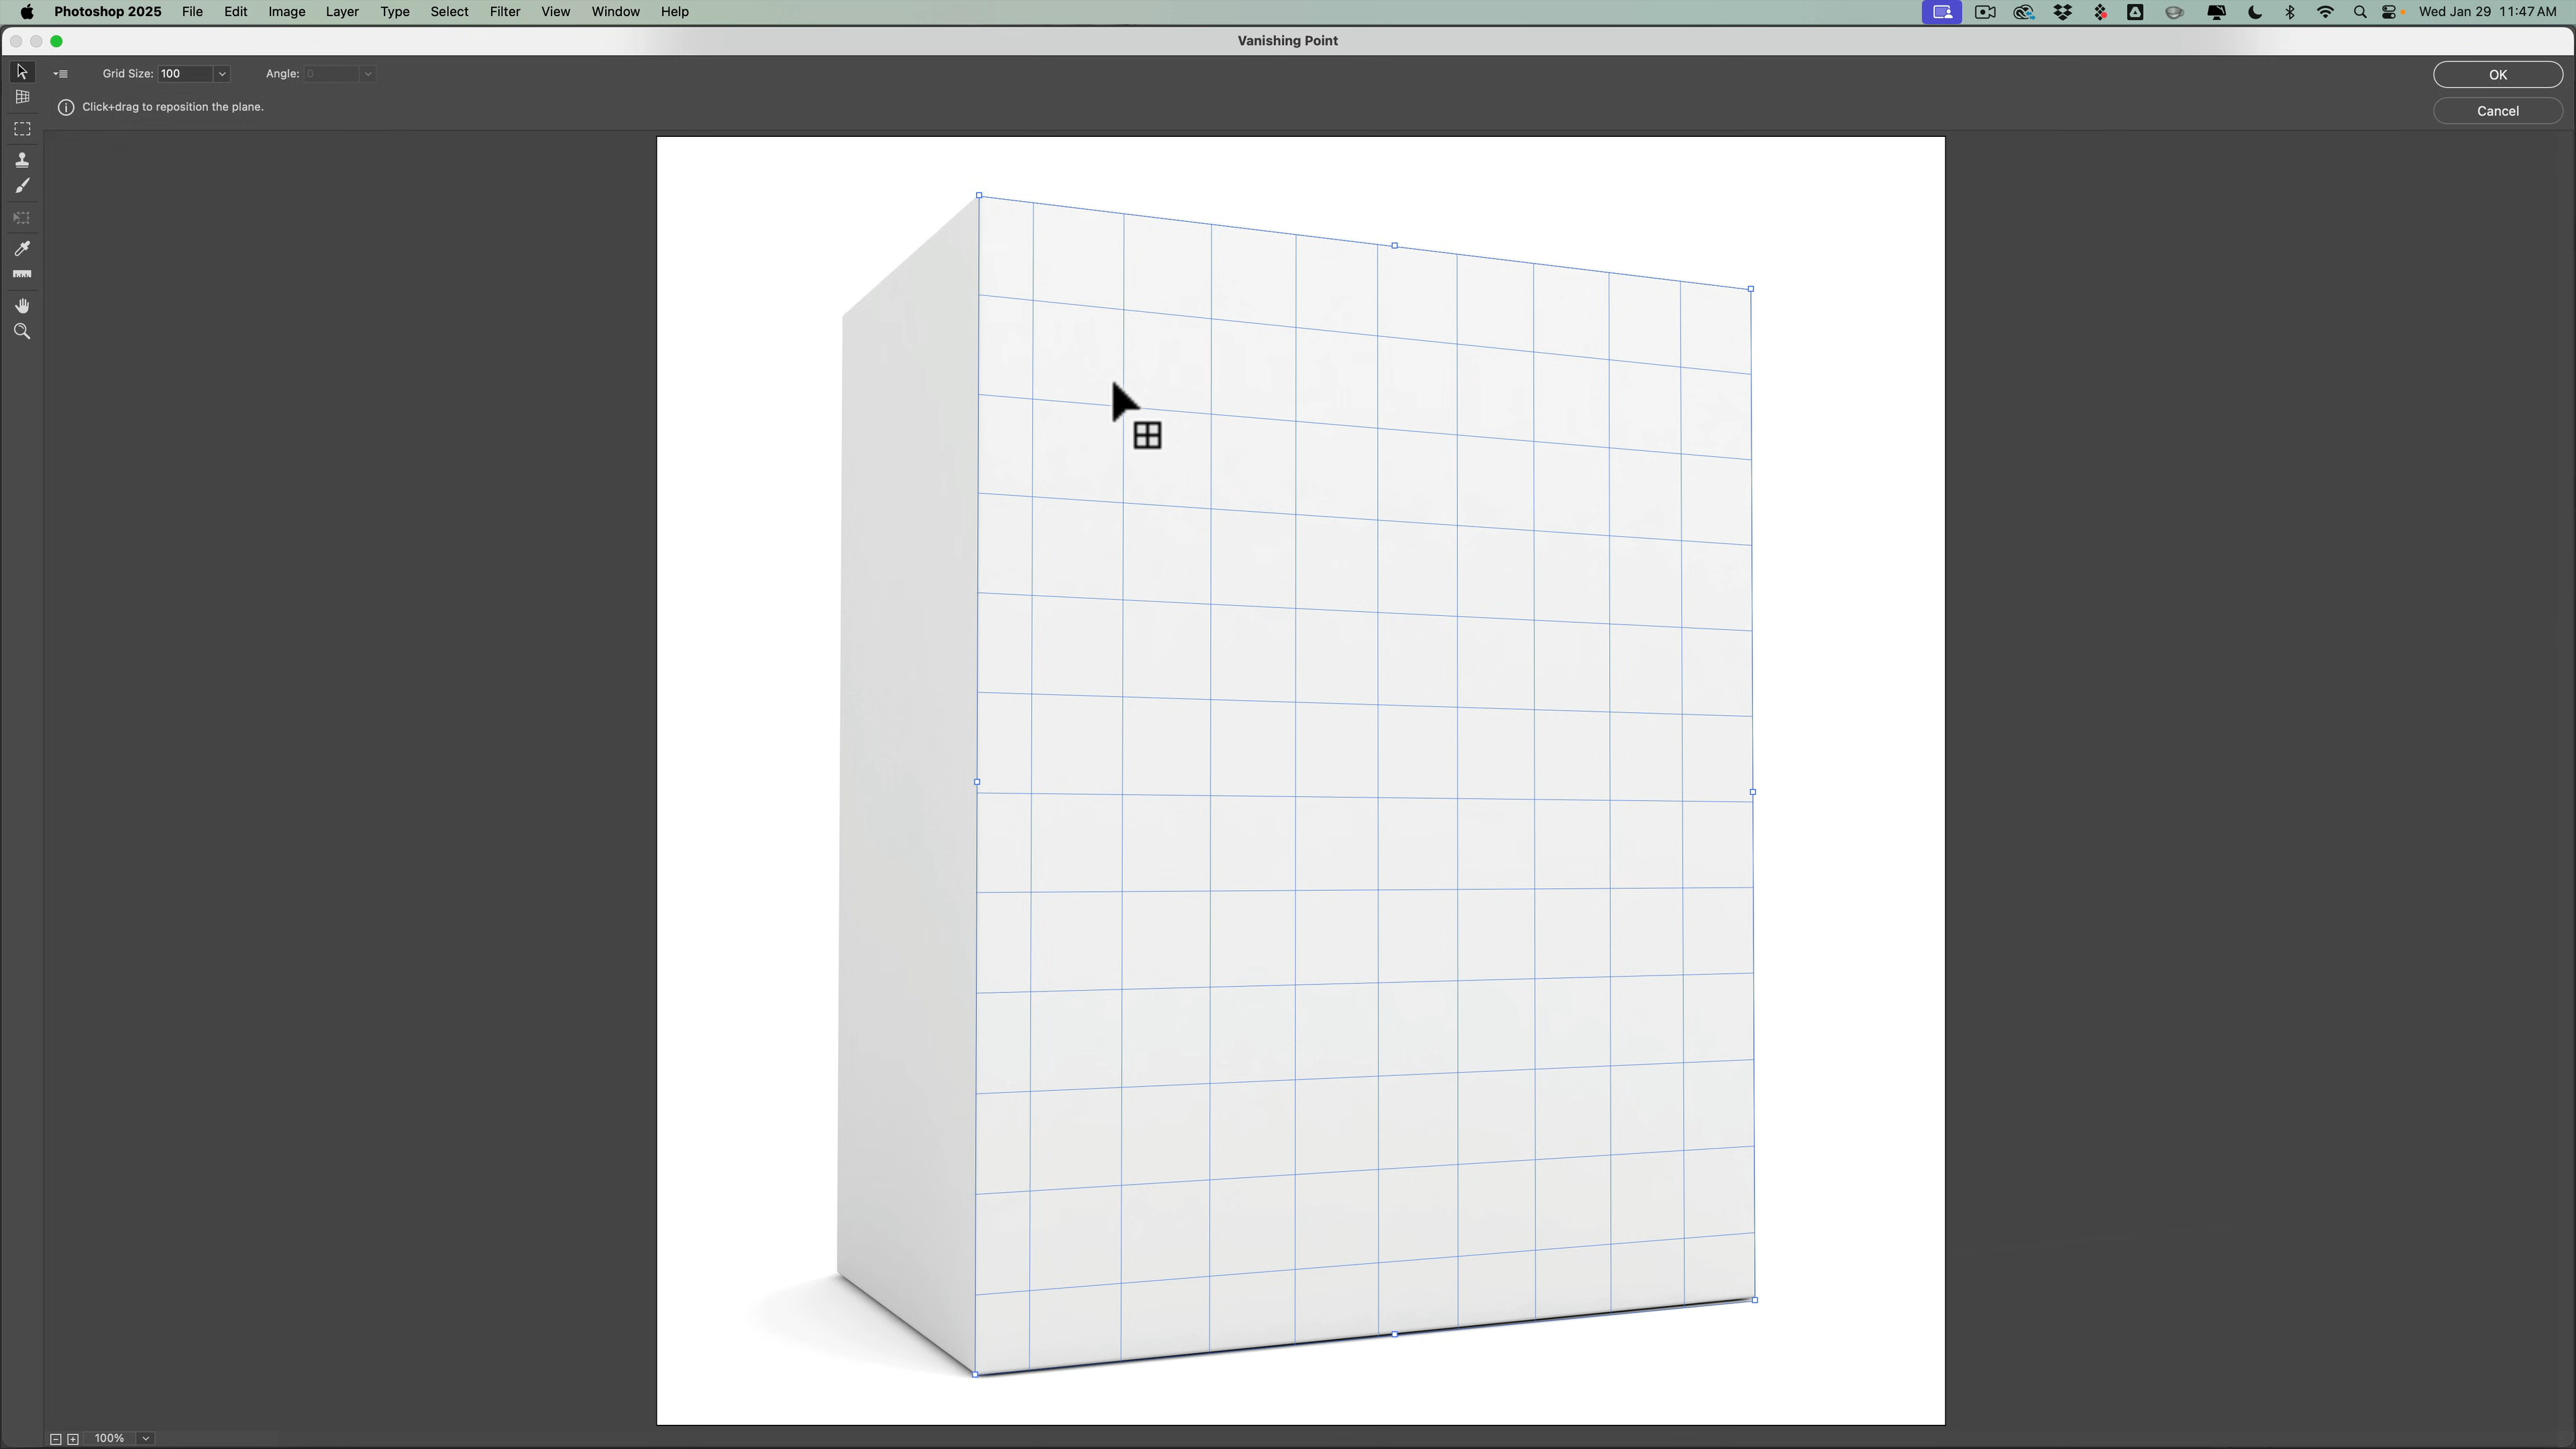 Photoshop 2025 File Edit Image Layer Type Select Filter View Window Help Wed Jan 29 11:47 AM
Vanishing Point
Grid Size: 100 Angle: 0 OK
Click+drag to reposition the plane. Cancel
100%